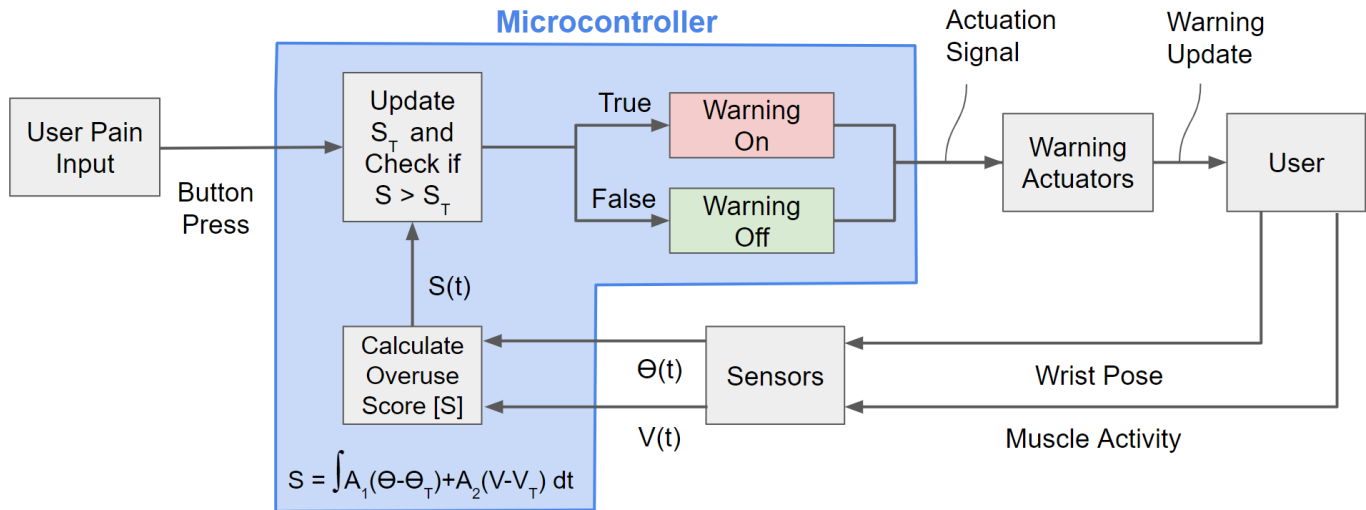 Microcontroller
Actuation
Signal
Warning
Update
User Pain
Input
Button
Press
Update
S_T and
Check if
S > S_T
True
False
Warning
On
Warning
Off
Warning
Actuators
User
S(t)
Calculate
Overuse
Score [S]
ϴ(t)
V(t)
Sensors
Wrist Pose
Muscle Activity
S = ∫A_1(ϴ-ϴ_T)+A_2(V-V_T) dt